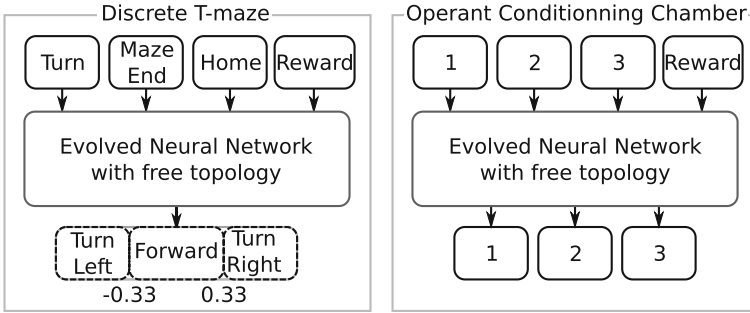 Discrete T-maze
Turn
Maze
End
Home
Reward
Evolved Neural Network
with free topology
Turn
Left
Forward
Turn
Right
-0.33
0.33
Operant Conditionning Chamber
1
2
3
Reward
Evolved Neural Network
with free topology
1
2
3